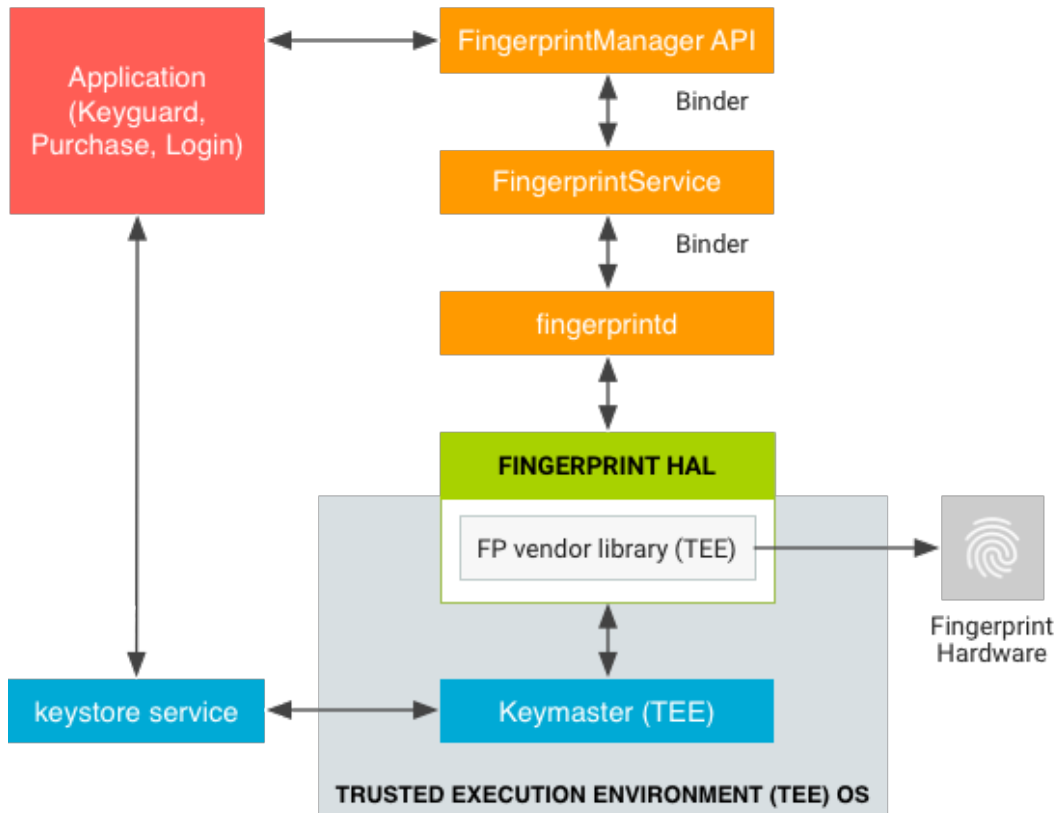 Application
(Keyguard,
Purchase, Login)
FingerprintManager API
Binder
FingerprintService
Binder
fingerprintd
FINGERPRINT HAL
FP vendor library (TEE)
Fingerprint
Hardware
keystore service
Keymaster (TEE)
TRUSTED EXECUTION ENVIRONMENT (TEE) OS